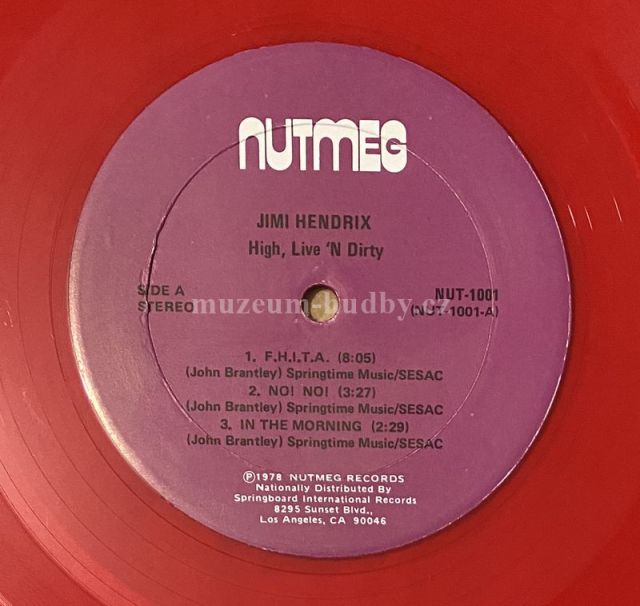 NUTMEG
JIMI HENDRIX
High, Live 'N Dirty
SIDE A
STEREO
NUT-1001
(NUT-1001-A)
muzeum-hudby.cz
1. F.H.I.T.A. (8:05)
(John Brantley) Springtime Music/SESAC
2. NO! NO! (3:27)
(John Brantley) Springtime Music/SESAC
3. IN THE MORNING (2:29)
(John Brantley) Springtime Music/SESAC
Ⓟ1978 NUTMEG RECORDS
Nationally Distributed By
Springboard International Records
8295 Sunset Blvd.,
Los Angeles, CA 90046